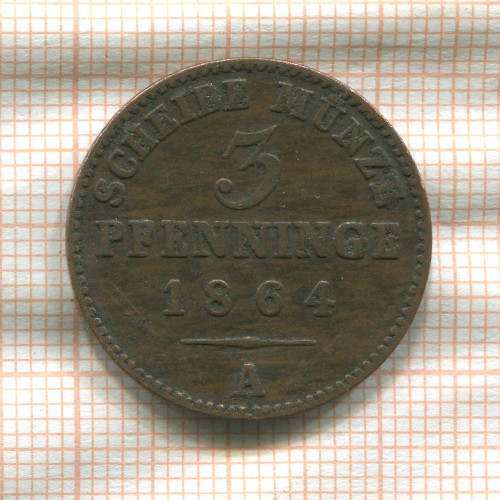 SCHEIDE MÜNZE
3
PFENNINGE
1864
A